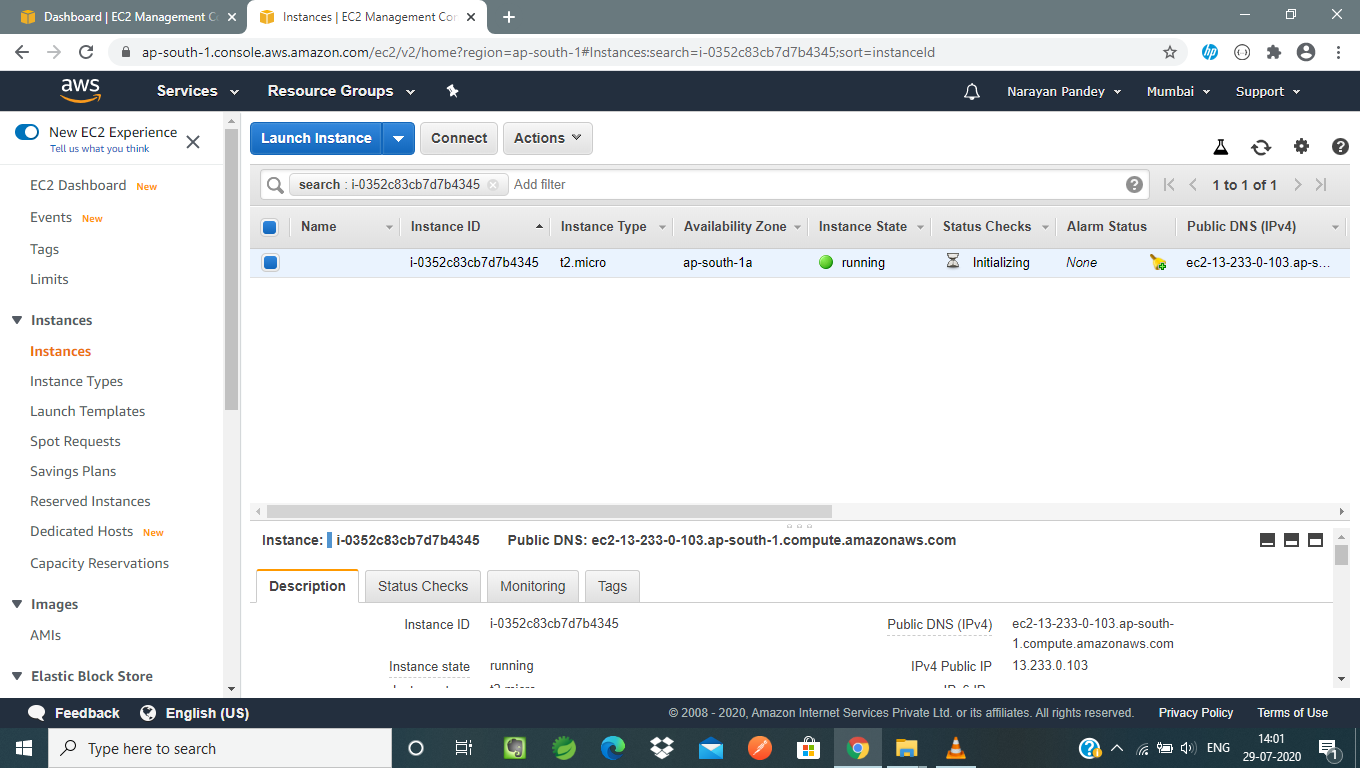 Dashboard | EC2 Management C
Instances | EC2 Management Con
ap-south-1.console.aws.amazon.com/ec2/v2/home?region=ap-south-1#Instances:search=i-0352c83cb7d7b4345;sort=instanceId
aws Services Resource Groups Narayan Pandey Mumbai Support
New EC2 Experience
Tell us what you think
EC2 Dashboard New
Events New
Tags
Limits
Instances
Instances
Instance Types
Launch Templates
Spot Requests
Savings Plans
Reserved Instances
Dedicated Hosts New
Capacity Reservations
Images
AMIs
Elastic Block Store
Launch Instance Connect Actions
search : i-0352c83cb7d7b4345 Add filter 1 to 1 of 1
Name Instance ID Instance Type Availability Zone Instance State Status Checks Alarm Status Public DNS (IPv4)
i-0352c83cb7d7b4345 t2.micro ap-south-1a running Initializing None ec2-13-233-0-103.ap-s...
Instance: i-0352c83cb7d7b4345 Public DNS: ec2-13-233-0-103.ap-south-1.compute.amazonaws.com
Description Status Checks Monitoring Tags
Instance ID i-0352c83cb7d7b4345 Public DNS (IPv4) ec2-13-233-0-103.ap-south-
1.compute.amazonaws.com
Instance state running IPv4 Public IP 13.233.0.103
Feedback English (US) © 2008 - 2020, Amazon Internet Services Private Ltd. or its affiliates. All rights reserved. Privacy Policy Terms of Use
Type here to search
hp
ENG
14:01
29-07-2020
1